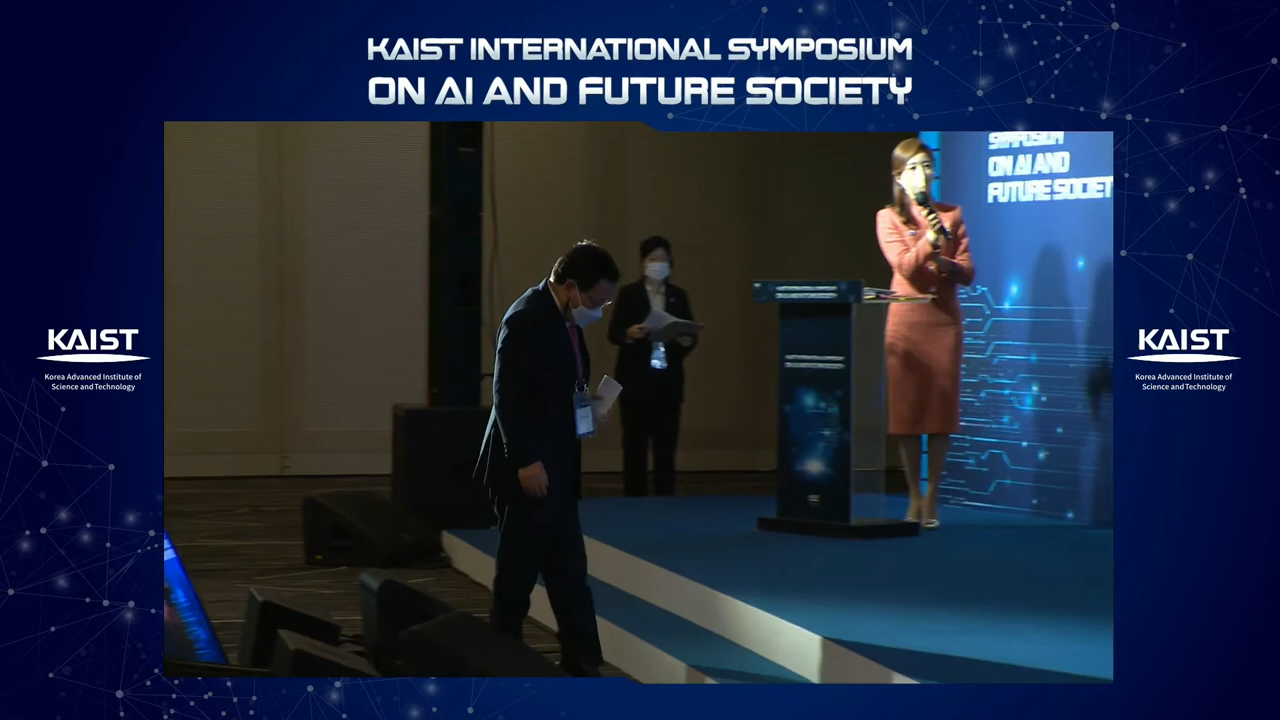 KAIST INTERNATIONAL SYMPOSIUM
ON AI AND FUTURE SOCIETY
SYMPOSIUM
ON AI AND
FUTURE SOCIET
KAIST
Korea Advanced Institute of
Science and Technology
KAIST
Korea Advanced Institute of
Science and Technology